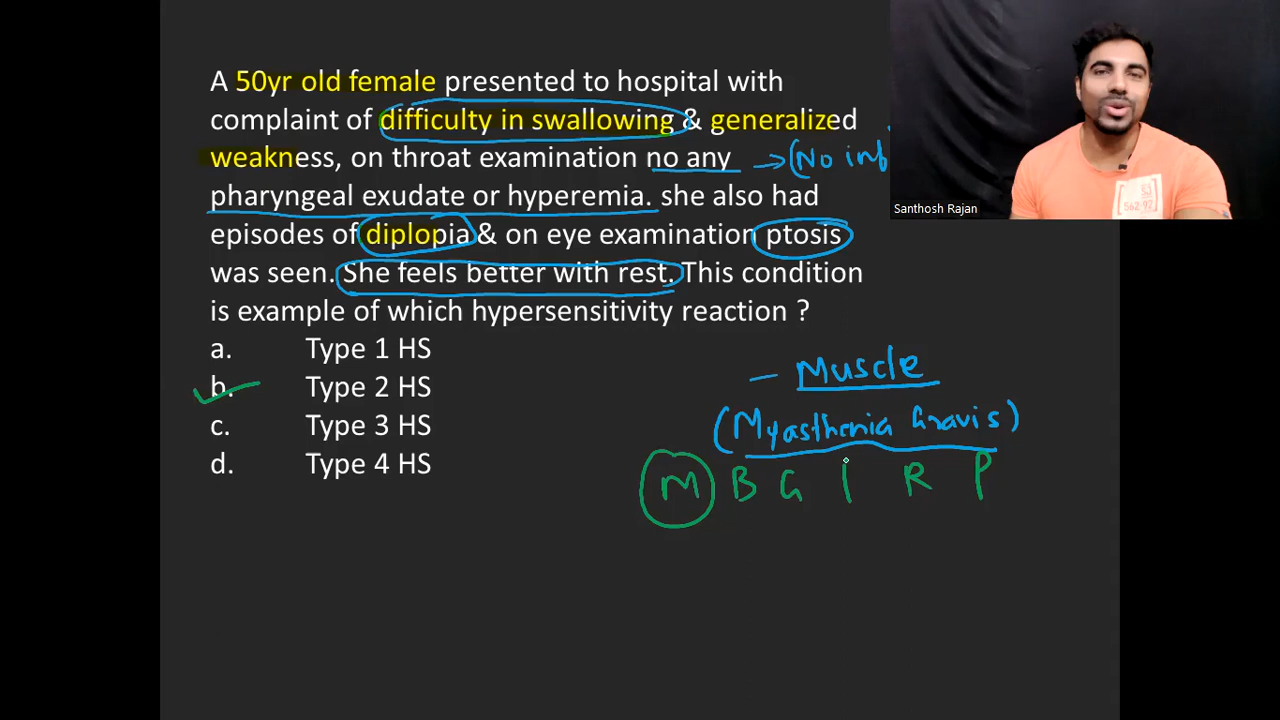 A 50yr old female presented to hospital with
complaint of difficulty in swallowing & generalized
weakness, on throat examination no any
→ (No inf
pharyngeal exudate or hyperemia. she also had
episodes of diplopia & on eye examination ptosis
was seen. She feels better with rest. This condition
is example of which hypersensitivity reaction ?
a. Type 1 HS
b. Type 2 HS
c. Type 3 HS
d. Type 4 HS
– Muscle
(Myasthenia Gravis)
M B G I R P
Santhosh Rajan
562 92